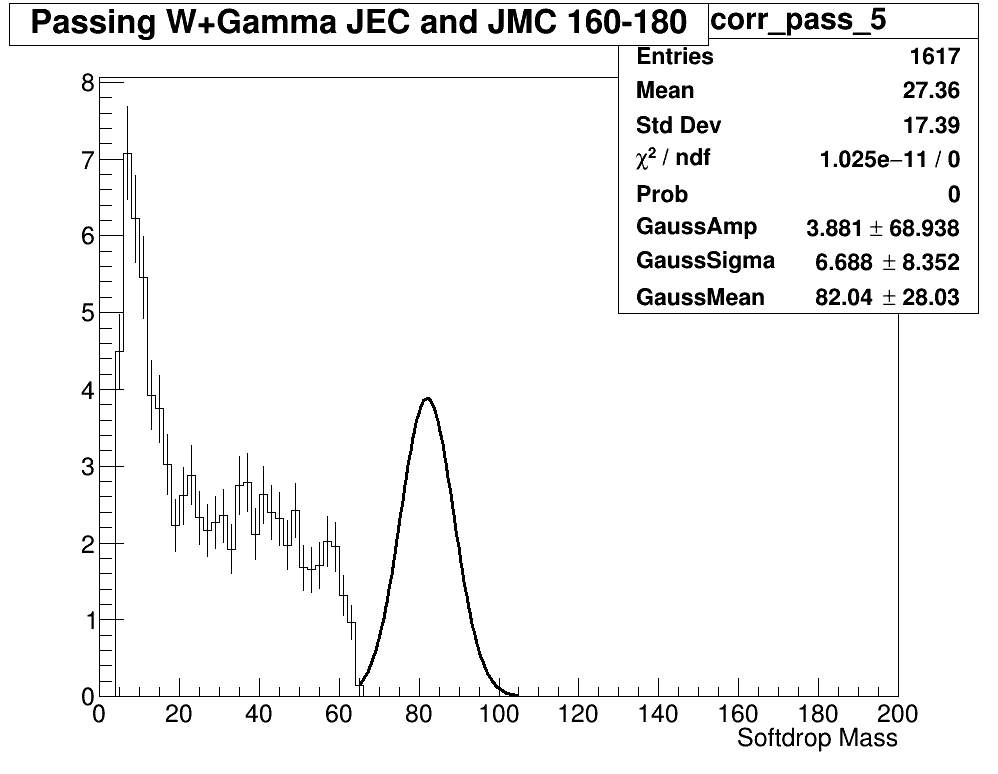 Passing W+Gamma JEC and JMC 160-180
corr_pass_5
Entries 1617
Mean 27.36
Std Dev 17.39
χ² / ndf 1.025e−11 / 0
Prob 0
GaussAmp 3.881 ± 68.938
GaussSigma 6.688 ± 8.352
GaussMean 82.04 ± 28.03
8
7
6
5
4
3
2
1
0
0 20 40 60 80 100 120 140 160 180 200
Softdrop Mass